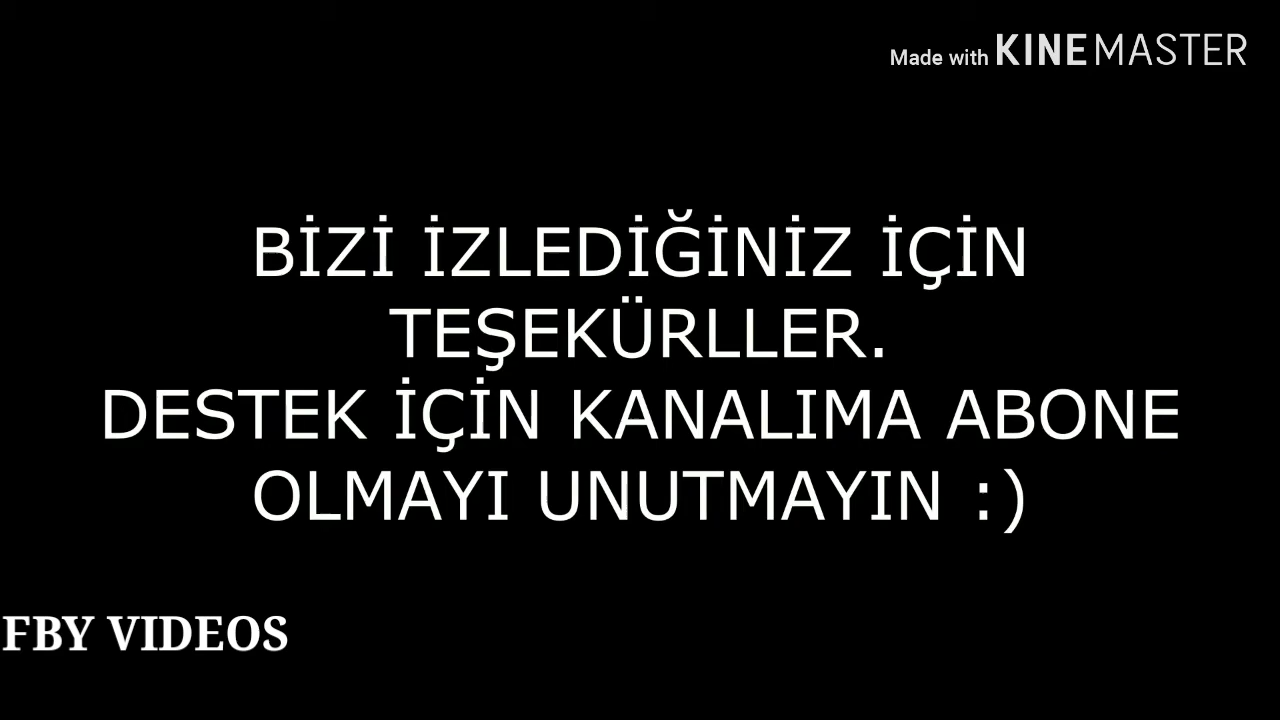 Made with KINEMASTER
BİZİ İZLEDİĞİNİZ İÇİN
TEŞEKÜRLLER.
DESTEK İÇİN KANALIMA ABONE
OLMAYI UNUTMAYIN :)
FBY VIDEOS